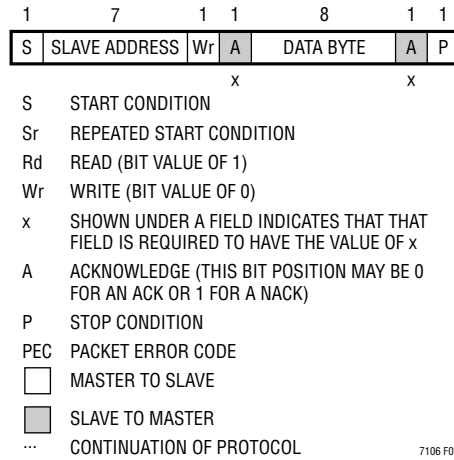 1 7 1 1 8 1 1
S SLAVE ADDRESS Wr A DATA BYTE A P
x x
S START CONDITION
Sr REPEATED START CONDITION
Rd READ (BIT VALUE OF 1)
Wr WRITE (BIT VALUE OF 0)
x SHOWN UNDER A FIELD INDICATES THAT THAT
FIELD IS REQUIRED TO HAVE THE VALUE OF x
A ACKNOWLEDGE (THIS BIT POSITION MAY BE 0
FOR AN ACK OR 1 FOR A NACK)
P STOP CONDITION
PEC PACKET ERROR CODE
MASTER TO SLAVE
SLAVE TO MASTER
... CONTINUATION OF PROTOCOL
7106 F0